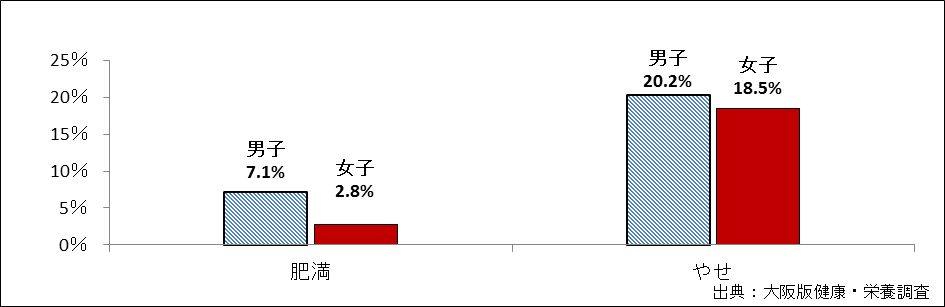 25%
20%
15%
10%
5%
0%
男子
7.1%
女子
2.8%
男子
20.2%
女子
18.5%
肥満
やせ
出典：大阪版健康・栄養調査